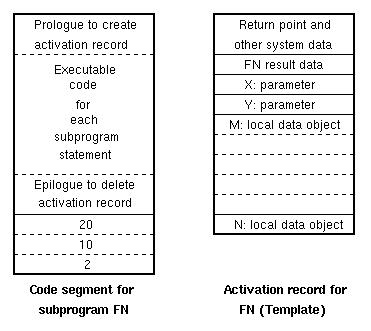 Prologue to create
activation record
Executable
code
for
each
subprogram
statement
Epilogue to delete
activation record
20
10
2
Code segment for
subprogram FN
Return point and
other system data
FN result data
X: parameter
Y: parameter
M: local data object
N: local data object
Activation record for
FN (Template)